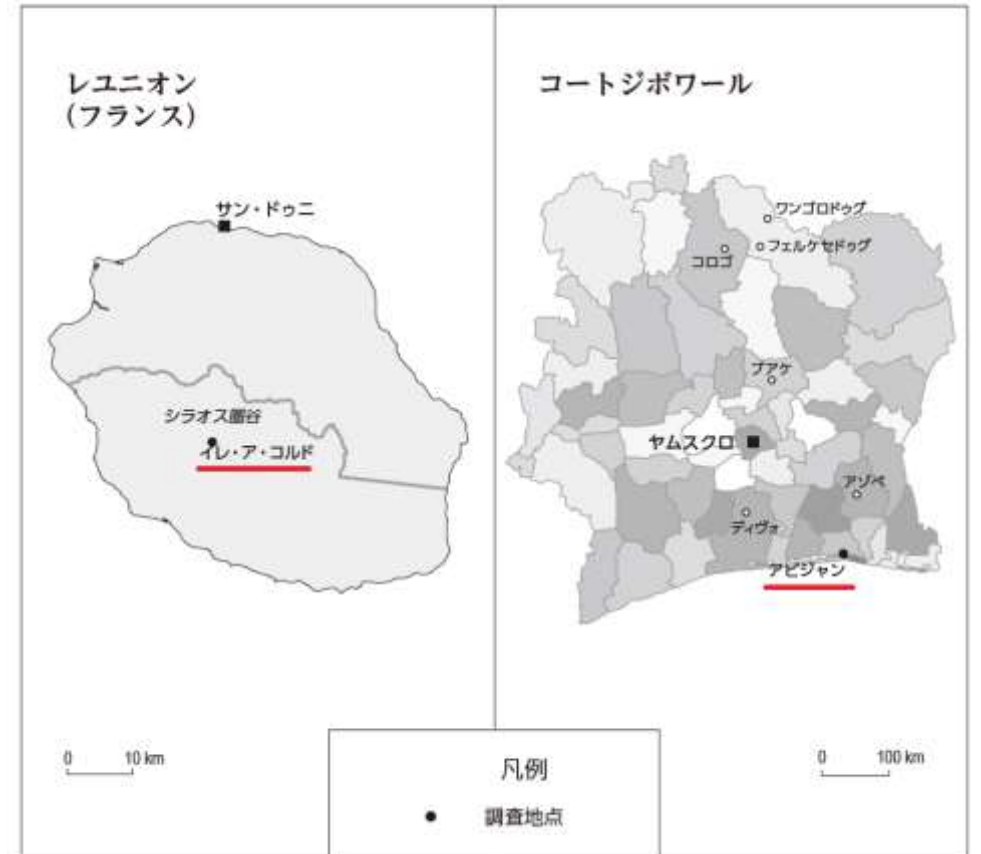 レユニオン
(フランス)
サン・ドゥニ
シラオス圏谷
イレ・ア・コルド
0 10 km
コートジボワール
ワンゴロドゥグ
フェルケセドゥグ
コロゴ
ブアケ
ヤムスクロ
アゾペ
ディヴォ
アビジャン
0 100 km
凡例
調査地点